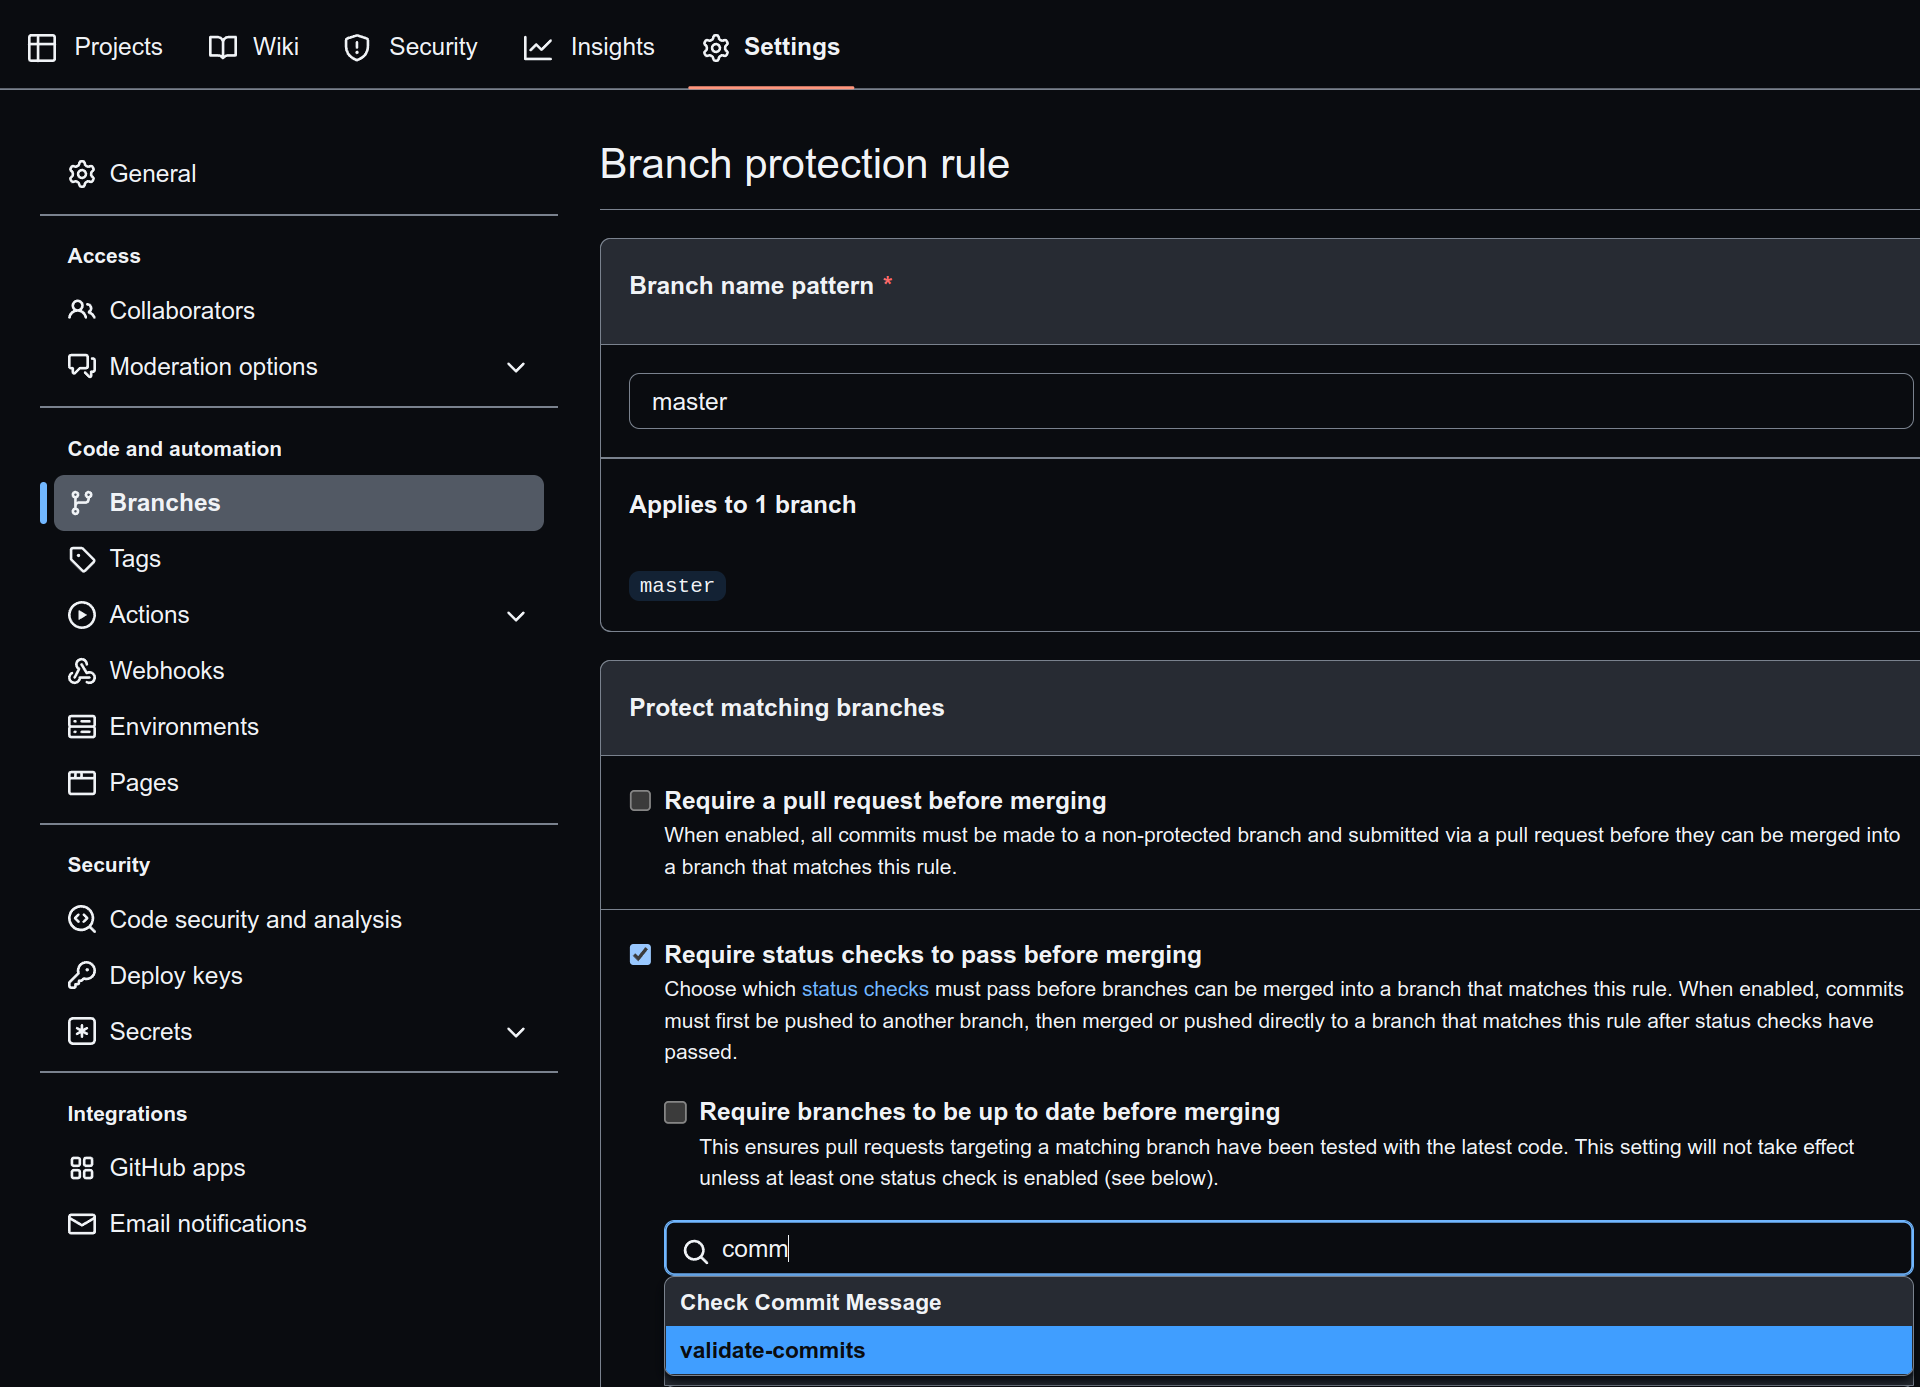 Projects Wiki Security Insights Settings
General
Access
Collaborators
Moderation options
Code and automation
Branches
Tags
Actions
Webhooks
Environments
Pages
Security
Code security and analysis
Deploy keys
Secrets
Integrations
GitHub apps
Email notifications
Branch protection rule
Branch name pattern *
master
Applies to 1 branch
master
Protect matching branches
Require a pull request before merging
When enabled, all commits must be made to a non-protected branch and submitted via a pull request before they can be merged into
a branch that matches this rule.
Require status checks to pass before merging
Choose which status checks must pass before branches can be merged into a branch that matches this rule. When enabled, commits
must first be pushed to another branch, then merged or pushed directly to a branch that matches this rule after status checks have
passed.
Require branches to be up to date before merging
This ensures pull requests targeting a matching branch have been tested with the latest code. This setting will not take effect
unless at least one status check is enabled (see below).
comm
Check Commit Message
validate-commits